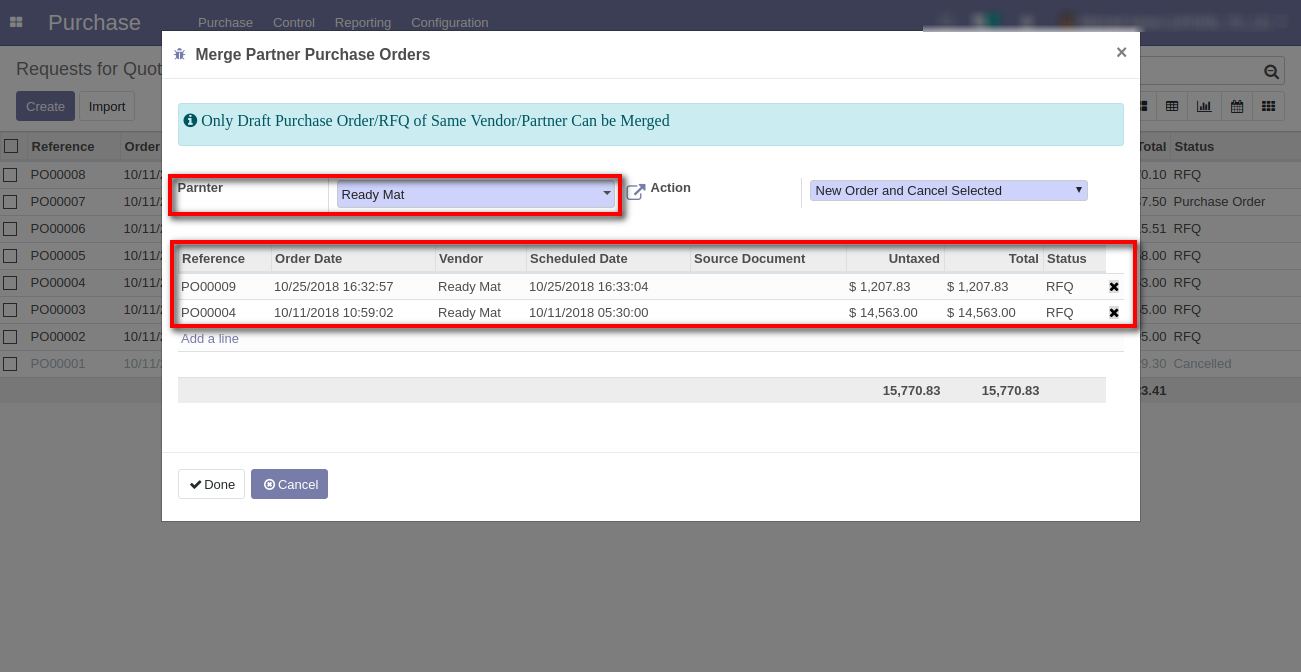 Purchase Purchase Control Reporting Configuration
Merge Partner Purchase Orders ×
Requests for Quot
Create Import
Only Draft Purchase Order/RFQ of Same Vendor/Partner Can be Merged
Parnter Ready Mat Action New Order and Cancel Selected
Reference Order Date Vendor Scheduled Date Source Document Untaxed Total Status
PO00009 10/25/2018 16:32:57 Ready Mat 10/25/2018 16:33:04 $ 1,207.83 $ 1,207.83 RFQ
PO00004 10/11/2018 10:59:02 Ready Mat 10/11/2018 05:30:00 $ 14,563.00 $ 14,563.00 RFQ
Add a line
15,770.83 15,770.83
Done Cancel
Reference Order Total Status
PO00008 10/11/ 0.10 RFQ
PO00007 10/11/ 7.50 Purchase Order
PO00006 10/11/ 5.51 RFQ
PO00005 10/11/ 8.00 RFQ
PO00004 10/11/ 3.00 RFQ
PO00003 10/11/ 5.00 RFQ
PO00002 10/11/ 5.00 RFQ
PO00001 10/11/ 9.30 Cancelled
3.41